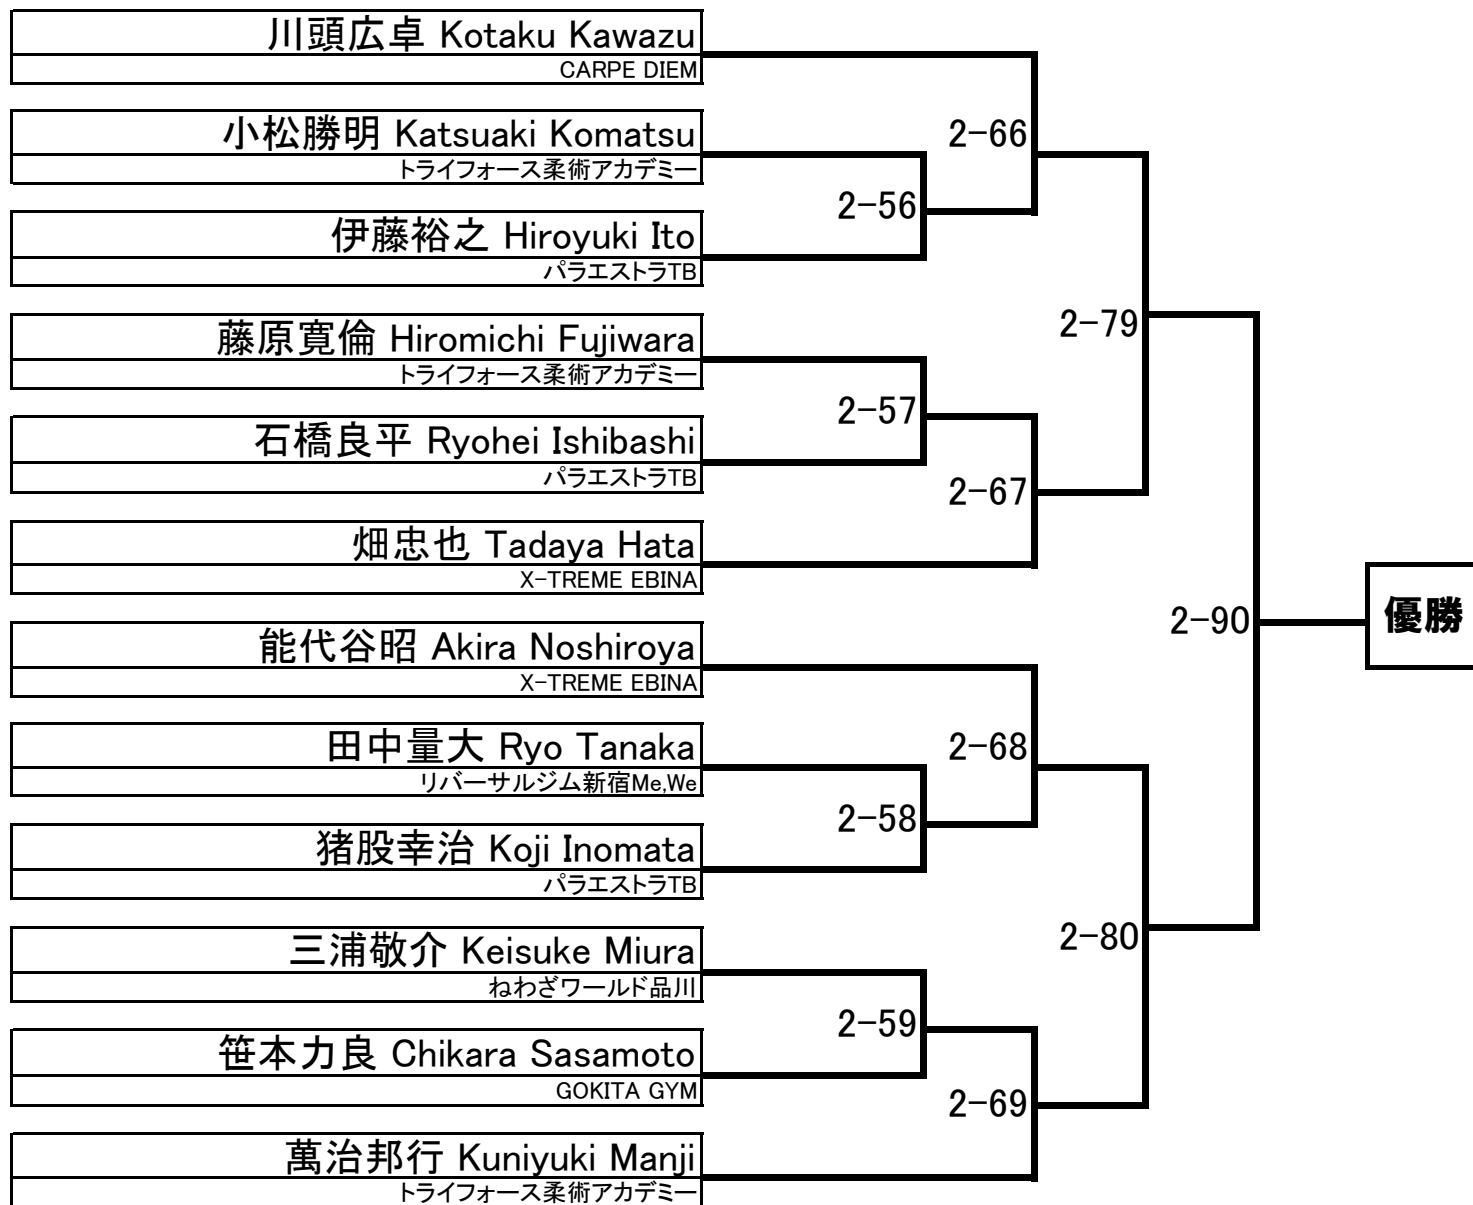 川頭広卓 Kotaku Kawazu
CARPE DIEM
小松勝明 Katsuaki Komatsu
トライフォース柔術アカデミー
2-66
2-56
伊藤裕之 Hiroyuki Ito
パラエストラTB
藤原寛倫 Hiromichi Fujiwara
トライフォース柔術アカデミー
2-79
2-57
石橋良平 Ryohei Ishibashi
パラエストラTB
2-67
畑忠也 Tadaya Hata
X-TREME EBINA
2-90
優勝
能代谷昭 Akira Noshiroya
X-TREME EBINA
田中量大 Ryo Tanaka
リバーサルジム新宿Me,We
2-68
2-58
猪股幸治 Koji Inomata
パラエストラTB
三浦敬介 Keisuke Miura
ねわざワールド品川
2-80
2-59
笹本力良 Chikara Sasamoto
GOKITA GYM
2-69
萬治邦行 Kuniyuki Manji
トライフォース柔術アカデミー